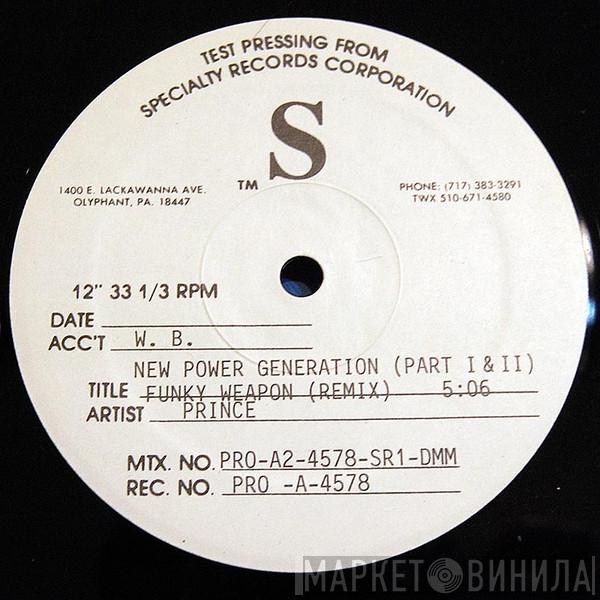 TEST PRESSING FROM
SPECIALTY RECORDS CORPORATION
S
TM
1400 E. LACKAWANNA AVE.
OLYPHANT, PA. 18447
PHONE: (717) 383-3291
TWX 510-671-4580
12" 33 1/3 RPM
DATE
ACC'T W. B.
NEW POWER GENERATION (PART I & II)
TITLE FUNKY WEAPON (REMIX) 5:06
ARTIST PRINCE
MTX. NO. PRO-A2-4578-SR1-DMM
REC. NO. PRO -A-4578
МАРКЕТ ВИНИЛА